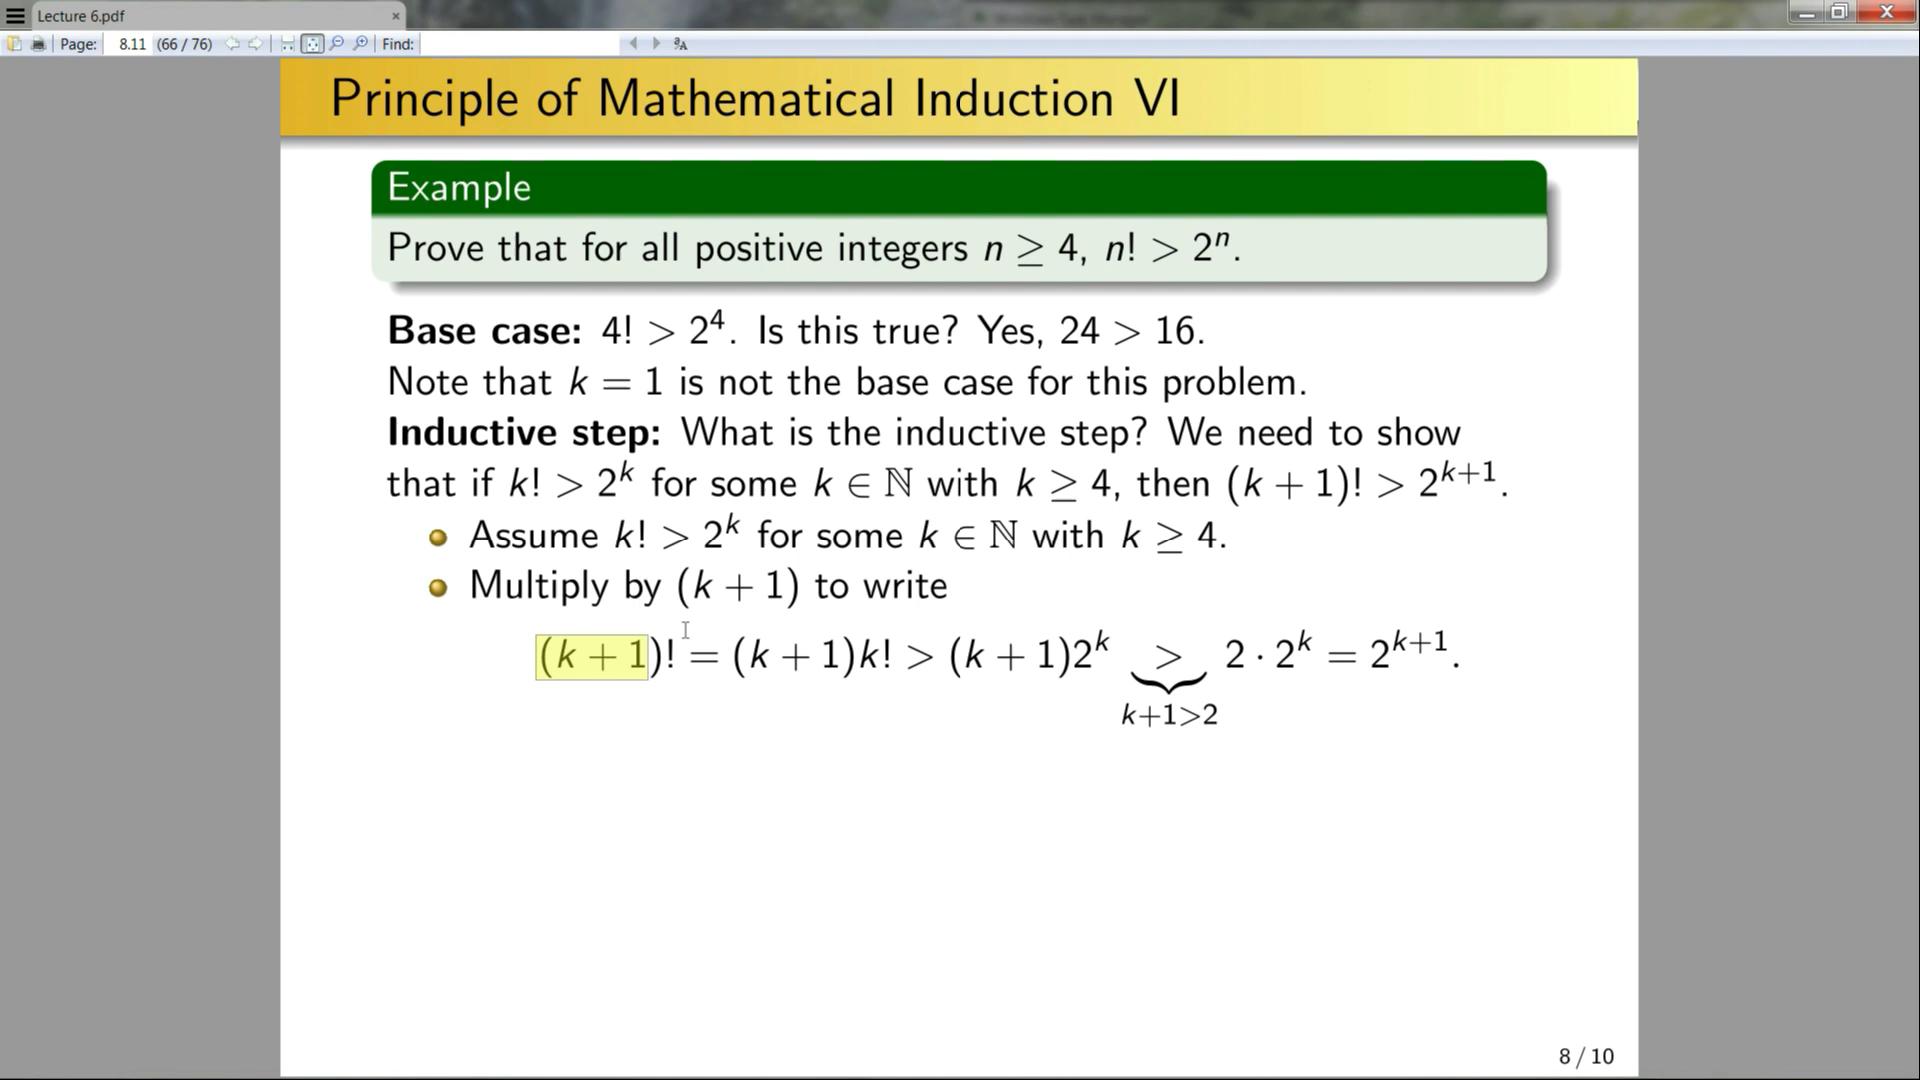 Lecture 6.pdf
Page: 8.11 (66 / 76) Find:
Principle of Mathematical Induction VI
Example
Prove that for all positive integers n ≥ 4, n! > 2ⁿ.
Base case: 4! > 2⁴. Is this true? Yes, 24 > 16.
Note that k = 1 is not the base case for this problem.
Inductive step: What is the inductive step? We need to show
that if k! > 2ᵏ for some k ∈ ℕ with k ≥ 4, then (k + 1)! > 2ᵏ⁺¹.
Assume k! > 2ᵏ for some k ∈ ℕ with k ≥ 4.
Multiply by (k + 1) to write
(k + 1)! = (k + 1)k! > (k + 1)2ᵏ > 2 · 2ᵏ = 2ᵏ⁺¹.
k+1>2
8 / 10